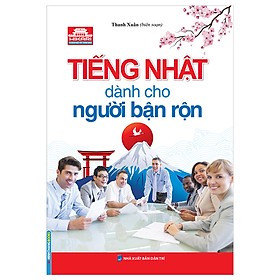 Thanh Xuân (biên soạn)
TIẾNG NHẬT
dành cho
người bận rộn
NHÀ XUẤT BẢN DÂN TRÍ